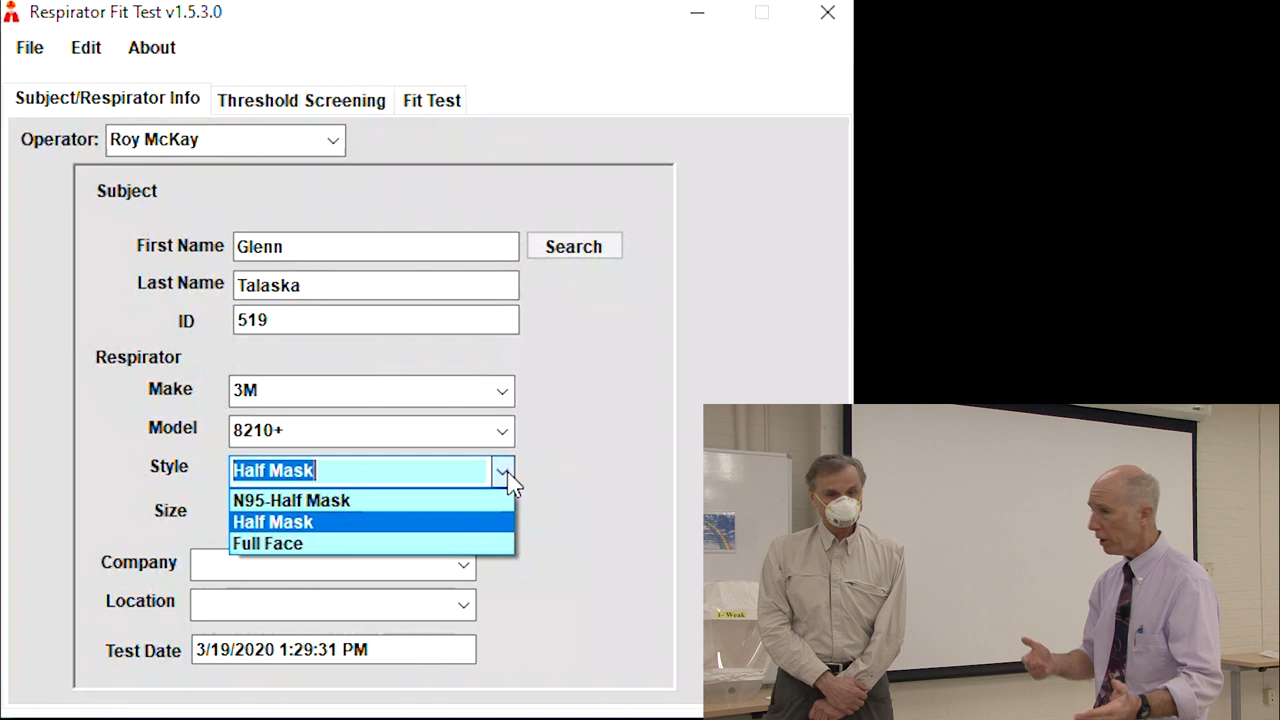 Respirator Fit Test v1.5.3.0
File Edit About
Subject/Respirator Info Threshold Screening Fit Test
Operator: Roy McKay
Subject
First Name Glenn Search
Last Name Talaska
ID 519
Respirator
Make 3M
Model 8210+
Style Half Mask
N95-Half Mask
Size
Half Mask
Full Face
Company
Location
Test Date 3/19/2020 1:29:31 PM
1- Weak